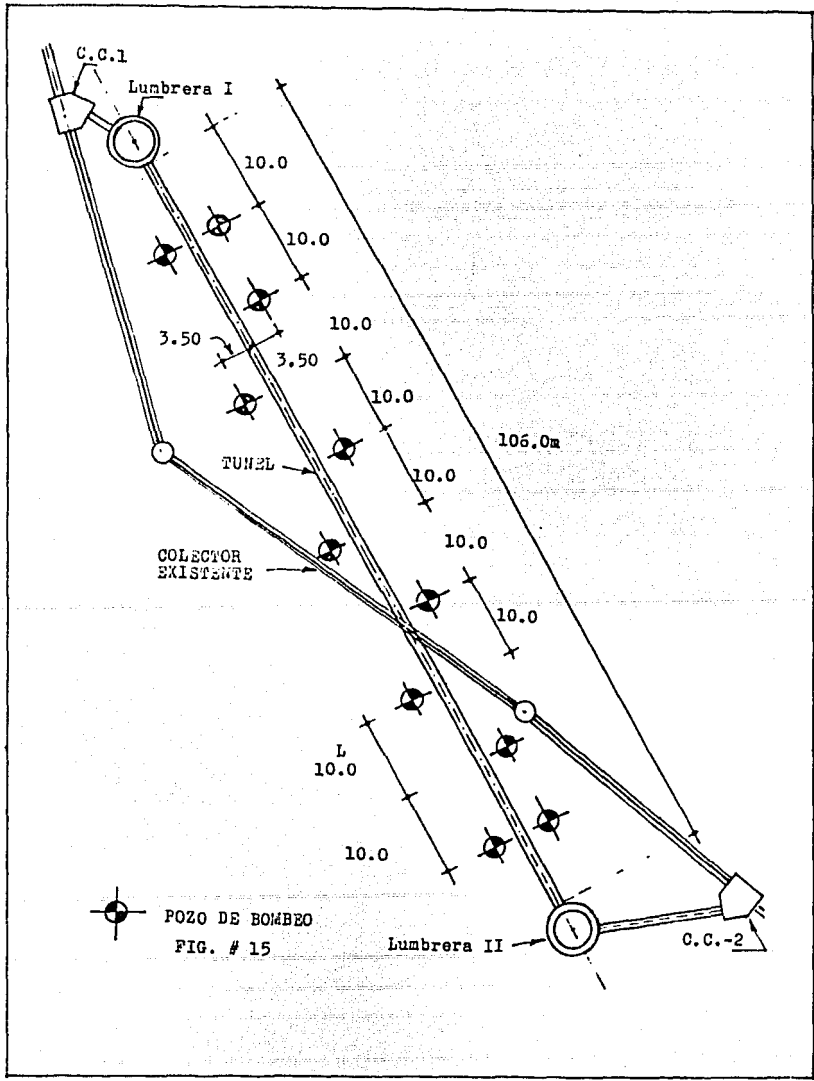 C.C.1
Lumbrera I
10.0
10.0
10.0
3.50
3.50
10.0
106.0m
TUNEL
10.0
10.0
COLECTOR
EXISTENTE
10.0
L
10.0
10.0
POZO DE BOMBEO
FIG. # 15
Lumbrera II
C.C.-2